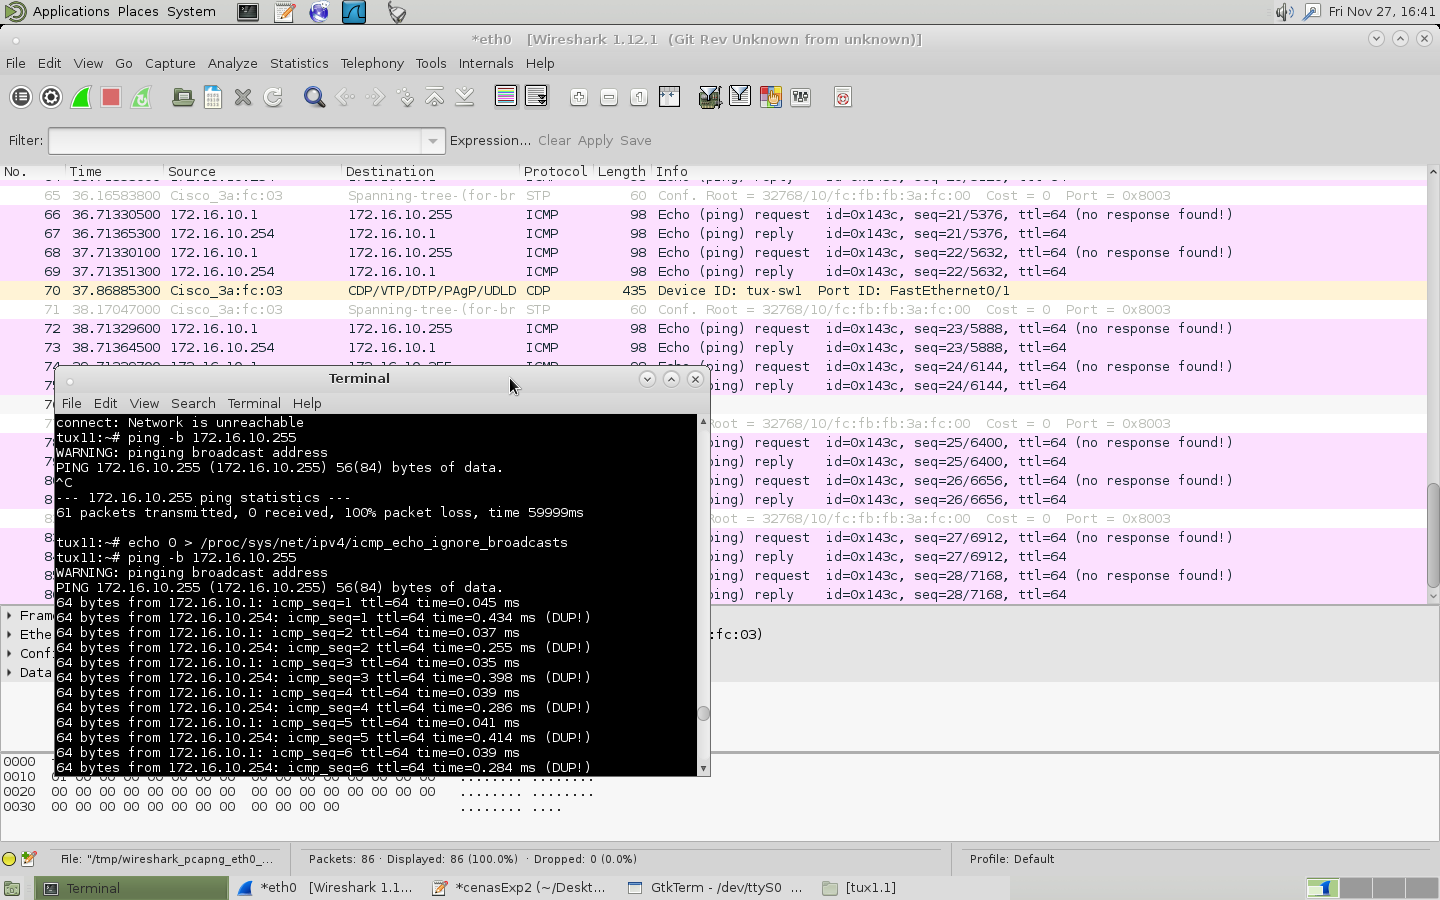 Applications Places System Fri Nov 27, 16:41
*eth0 [Wireshark 1.12.1 (Git Rev Unknown from unknown)]
File Edit View Go Capture Analyze Statistics Telephony Tools Internals Help
Filter: Expression... Clear Apply Save
No. Time Source Destination Protocol Length Info
65 36.16583800 Cisco_3a:fc:03 Spanning-tree-(for-br STP 60 Conf. Root = 32768/10/fc:fb:fb:3a:fc:00 Cost = 0 Port = 0x8003
66 36.71330500 172.16.10.1 172.16.10.255 ICMP 98 Echo (ping) request id=0x143c, seq=21/5376, ttl=64 (no response found!)
67 36.71365300 172.16.10.254 172.16.10.1 ICMP 98 Echo (ping) reply id=0x143c, seq=21/5376, ttl=64
68 37.71330100 172.16.10.1 172.16.10.255 ICMP 98 Echo (ping) request id=0x143c, seq=22/5632, ttl=64 (no response found!)
69 37.71351300 172.16.10.254 172.16.10.1 ICMP 98 Echo (ping) reply id=0x143c, seq=22/5632, ttl=64
70 37.86885300 Cisco_3a:fc:03 CDP/VTP/DTP/PAgP/UDLD CDP 435 Device ID: tux-sw1 Port ID: FastEthernet0/1
71 38.17047000 Cisco_3a:fc:03 Spanning-tree-(for-br STP 60 Conf. Root = 32768/10/fc:fb:fb:3a:fc:00 Cost = 0 Port = 0x8003
72 38.71329600 172.16.10.1 172.16.10.255 ICMP 98 Echo (ping) request id=0x143c, seq=23/5888, ttl=64 (no response found!)
73 38.71364500 172.16.10.254 172.16.10.1 ICMP 98 Echo (ping) reply id=0x143c, seq=23/5888, ttl=64
ping) request id=0x143c, seq=24/6144, ttl=64 (no response found!)
ping) reply id=0x143c, seq=24/6144, ttl=64
Root = 32768/10/fc:fb:fb:3a:fc:00 Cost = 0 Port = 0x8003
ping) request id=0x143c, seq=25/6400, ttl=64 (no response found!)
ping) reply id=0x143c, seq=25/6400, ttl=64
ping) request id=0x143c, seq=26/6656, ttl=64 (no response found!)
ping) reply id=0x143c, seq=26/6656, ttl=64
Root = 32768/10/fc:fb:fb:3a:fc:00 Cost = 0 Port = 0x8003
ping) request id=0x143c, seq=27/6912, ttl=64 (no response found!)
ping) reply id=0x143c, seq=27/6912, ttl=64
ping) request id=0x143c, seq=28/7168, ttl=64 (no response found!)
ping) reply id=0x143c, seq=28/7168, ttl=64
Fram
Ethe :fc:03)
Conf
Data
Terminal
File Edit View Search Terminal Help
connect: Network is unreachable
tux11:~# ping -b 172.16.10.255
WARNING: pinging broadcast address
PING 172.16.10.255 (172.16.10.255) 56(84) bytes of data.
^C
--- 172.16.10.255 ping statistics ---
61 packets transmitted, 0 received, 100% packet loss, time 59999ms
tux11:~# echo 0 > /proc/sys/net/ipv4/icmp_echo_ignore_broadcasts
tux11:~# ping -b 172.16.10.255
WARNING: pinging broadcast address
PING 172.16.10.255 (172.16.10.255) 56(84) bytes of data.
64 bytes from 172.16.10.1: icmp_seq=1 ttl=64 time=0.045 ms
64 bytes from 172.16.10.254: icmp_seq=1 ttl=64 time=0.434 ms (DUP!)
64 bytes from 172.16.10.1: icmp_seq=2 ttl=64 time=0.037 ms
64 bytes from 172.16.10.254: icmp_seq=2 ttl=64 time=0.255 ms (DUP!)
64 bytes from 172.16.10.1: icmp_seq=3 ttl=64 time=0.035 ms
64 bytes from 172.16.10.254: icmp_seq=3 ttl=64 time=0.398 ms (DUP!)
64 bytes from 172.16.10.1: icmp_seq=4 ttl=64 time=0.039 ms
64 bytes from 172.16.10.254: icmp_seq=4 ttl=64 time=0.286 ms (DUP!)
64 bytes from 172.16.10.1: icmp_seq=5 ttl=64 time=0.041 ms
64 bytes from 172.16.10.254: icmp_seq=5 ttl=64 time=0.414 ms (DUP!)
64 bytes from 172.16.10.1: icmp_seq=6 ttl=64 time=0.039 ms
64 bytes from 172.16.10.254: icmp_seq=6 ttl=64 time=0.284 ms (DUP!)
0000
0010 01 00 00 00 00 00 00 00 00 00 00 00 00 00 00 00 ........ ........
0020 00 00 00 00 00 00 00 00 00 00 00 00 00 00 00 00 ........ ........
0030 00 00 00 00 00 00 00 00 00 00 00 00 ........ ....
File: "/tmp/wireshark_pcapng_eth0_... Packets: 86 · Displayed: 86 (100.0%) · Dropped: 0 (0.0%) Profile: Default
Terminal *eth0 [Wireshark 1.1... *cenasExp2 (~/Deskt... GtkTerm - /dev/ttyS0 ... [tux1.1]